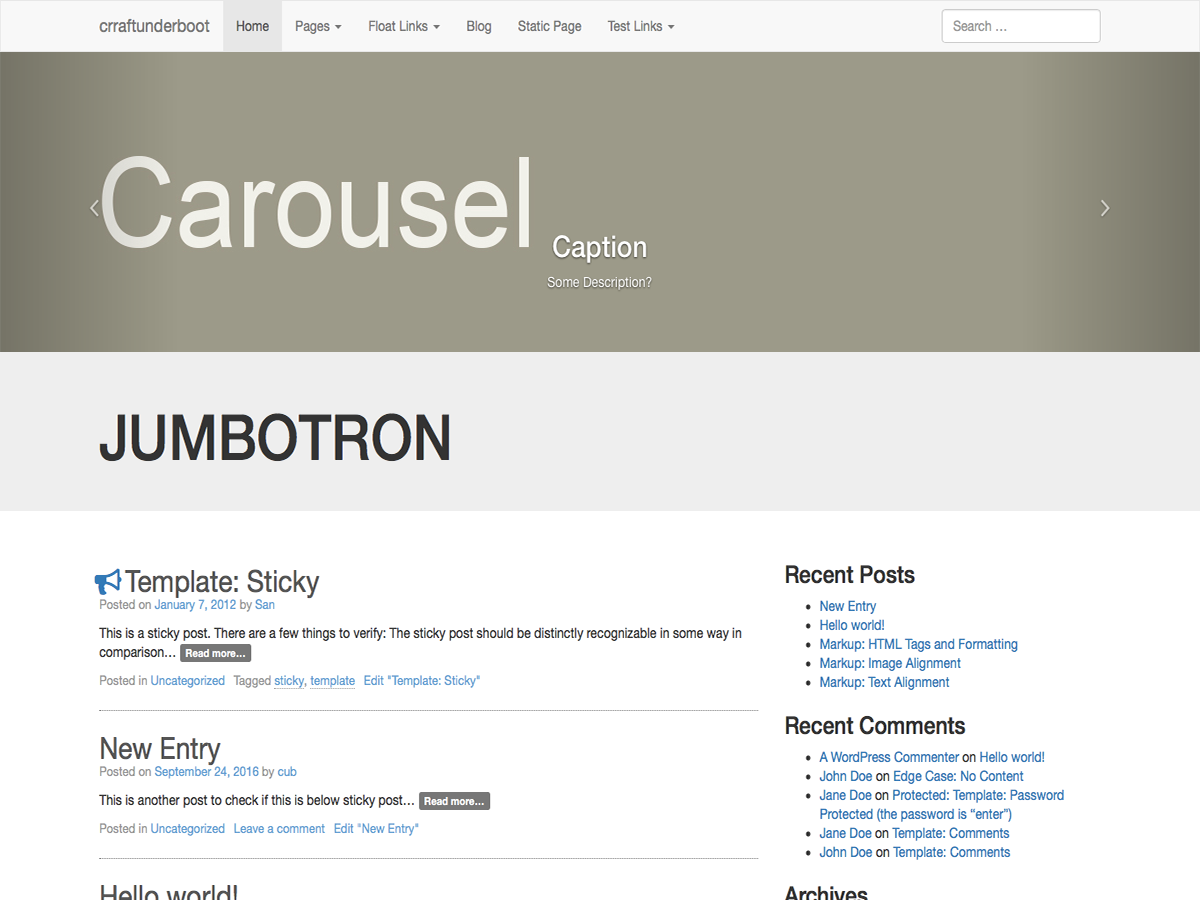 crraftunderboot Home Pages Float Links Blog Static Page Test Links Search ...
Carousel
Caption
Some Description?
JUMBOTRON
Template: Sticky
Posted on January 7, 2012 by San
This is a sticky post. There are a few things to verify: The sticky post should be distinctly recognizable in some way in
comparison... Read more...
Posted in Uncategorized Tagged sticky, template Edit "Template: Sticky"
New Entry
Posted on September 24, 2016 by cub
This is another post to check if this is below sticky post... Read more...
Posted in Uncategorized Leave a comment Edit "New Entry"
Hello world!
Recent Posts
New Entry
Hello world!
Markup: HTML Tags and Formatting
Markup: Image Alignment
Markup: Text Alignment
Recent Comments
A WordPress Commenter on Hello world!
John Doe on Edge Case: No Content
Jane Doe on Protected: Template: Password
Protected (the password is “enter”)
Jane Doe on Template: Comments
John Doe on Template: Comments
Archives